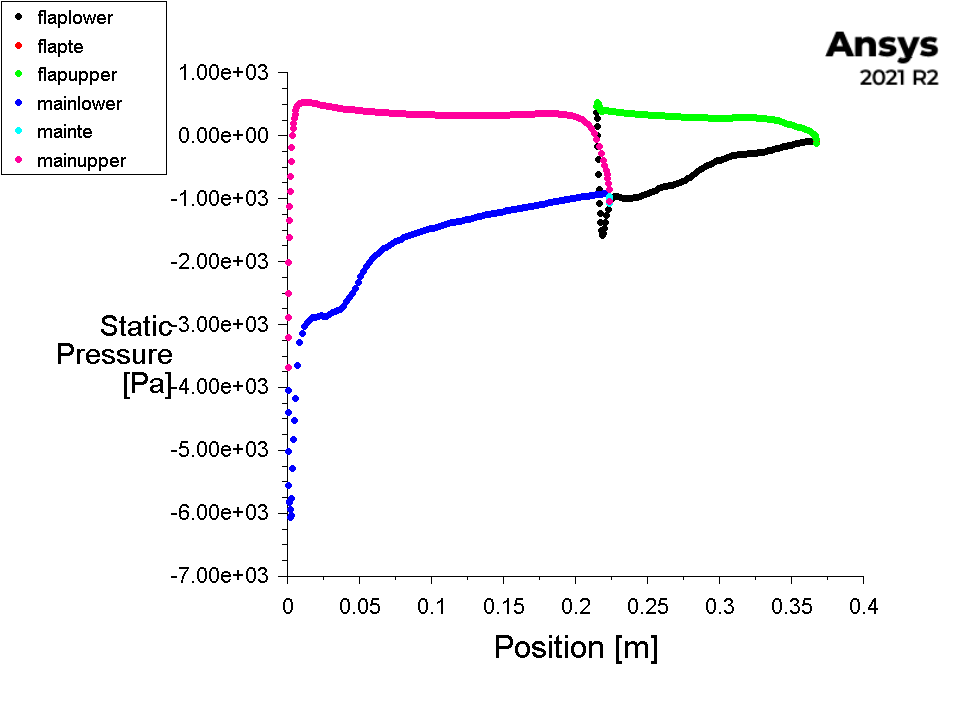 flaplower
flapte
flapupper
mainlower
mainte
mainupper
Ansys
2021 R2
1.00e+03
0.00e+00
-1.00e+03
-2.00e+03
-3.00e+03
-4.00e+03
-5.00e+03
-6.00e+03
-7.00e+03
Static
Pressure
[Pa]
0 0.05 0.1 0.15 0.2 0.25 0.3 0.35 0.4
Position [m]